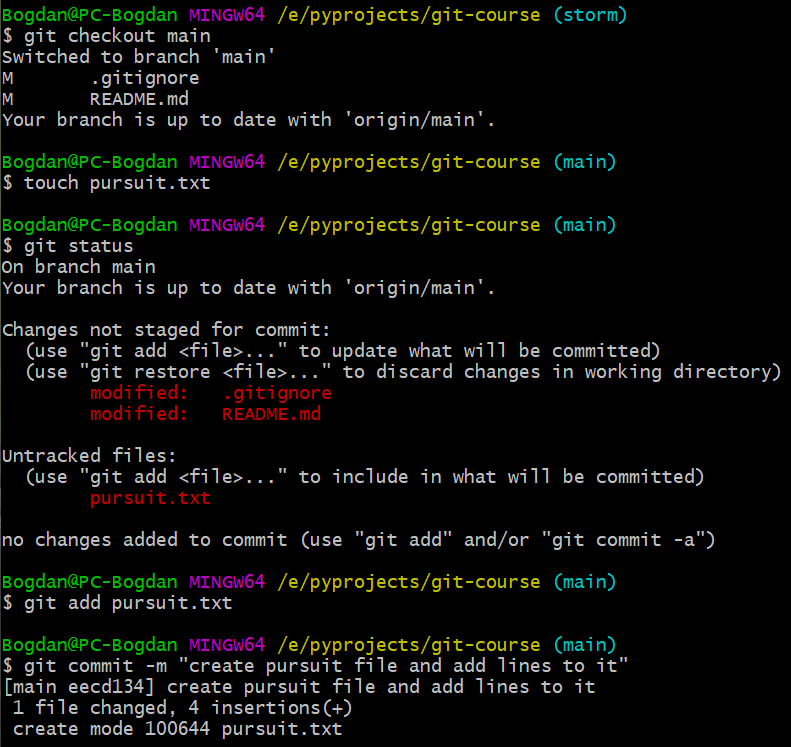 Bogdan@PC-Bogdan MINGW64 /e/pyprojects/git-course (storm)
$ git checkout main
Switched to branch 'main'
M       .gitignore
M       README.md
Your branch is up to date with 'origin/main'.

Bogdan@PC-Bogdan MINGW64 /e/pyprojects/git-course (main)
$ touch pursuit.txt

Bogdan@PC-Bogdan MINGW64 /e/pyprojects/git-course (main)
$ git status
On branch main
Your branch is up to date with 'origin/main'.

Changes not staged for commit:
  (use "git add <file>..." to update what will be committed)
  (use "git restore <file>..." to discard changes in working directory)
        modified:   .gitignore
        modified:   README.md

Untracked files:
  (use "git add <file>..." to include in what will be committed)
        pursuit.txt

no changes added to commit (use "git add" and/or "git commit -a")

Bogdan@PC-Bogdan MINGW64 /e/pyprojects/git-course (main)
$ git add pursuit.txt

Bogdan@PC-Bogdan MINGW64 /e/pyprojects/git-course (main)
$ git commit -m "create pursuit file and add lines to it"
[main eecd134] create pursuit file and add lines to it
 1 file changed, 4 insertions(+)
 create mode 100644 pursuit.txt